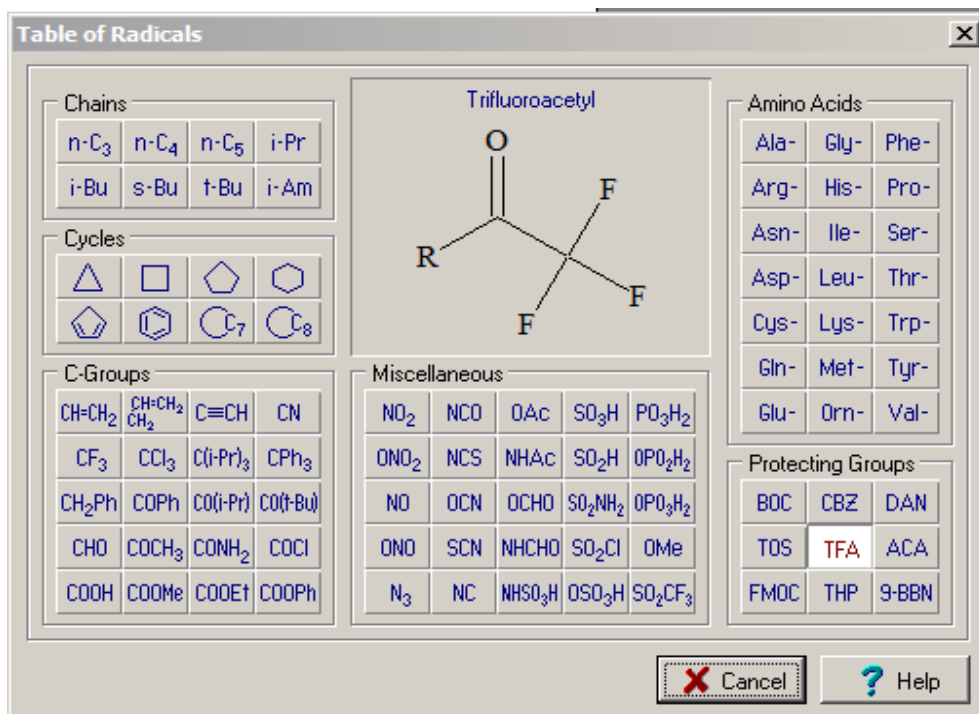 Table of Radicals
Chains
n-C₃ n-C₄ n-C₅ i-Pr
i-Bu s-Bu t-Bu i-Am
Cycles
C₇ C₈
C-Groups
CH=CH₂ CH=CH₂ CH₂ C≡CH CN
CF₃ CCl₃ C(i-Pr)₃ CPh₃
CH₂Ph COPh CO(i-Pr) CO(t-Bu)
CHO COCH₃ CONH₂ COCl
COOH COOMe COOEt COOPh
Trifluoroacetyl
O
F
R
F
F
Miscellaneous
NO₂ NCO OAc SO₃H PO₃H₂
ONO₂ NCS NHAc SO₂H OPO₂H₂
NO OCN OCHO SO₂NH₂ OPO₃H₂
ONO SCN NHCHO SO₂Cl OMe
N₃ NC NHSO₃H OSO₃H SO₂CF₃
Amino Acids
Ala- Gly- Phe-
Arg- His- Pro-
Asn- Ile- Ser-
Asp- Leu- Thr-
Cys- Lys- Trp-
Gln- Met- Tyr-
Glu- Orn- Val-
Protecting Groups
BOC CBZ DAN
TOS TFA ACA
FMOC THP 9-BBN
Cancel
? Help